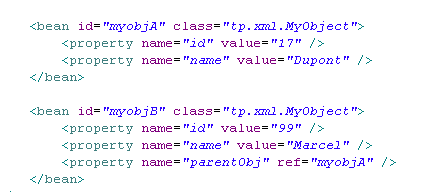 <bean id="myobjA" class="tp.xml.MyObject">
<property name="id" value="17" />
<property name="name" value="Dupont" />
</bean>
<bean id="myobjB" class="tp.xml.MyObject">
<property name="id" value="99" />
<property name="name" value="Marcel" />
<property name="parentObj" ref="myobjA" />
</bean>